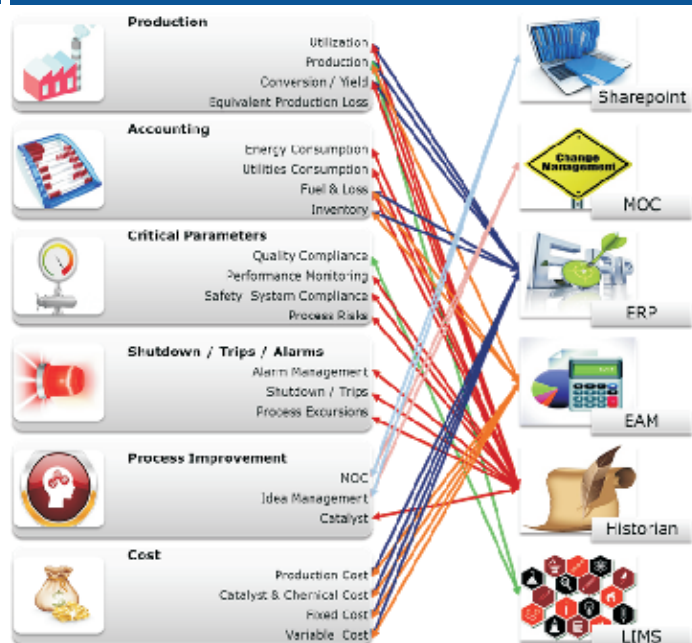 Production
Utilization
Production
Conversion / Yield
Equivalent Production Loss
Accounting
Energy Consumption
Utilities Consumption
Fuel & Loss
Inventory
Critical Parameters
Quality Compliance
Performance Monitoring
Safety System Compliance
Process Risks
Shutdown / Trips / Alarms
Alarm Management
Shutdown / Trips
Process Excursions
Process Improvement
NOC
Idea Management
Catalyst
Cost
Production Cost
Catalyst & Chemical Cost
Fixed Cost
Variable Cost
Sharepoint
Change
Management
MOC
ERP
ERP
EAM
Historian
LIMS